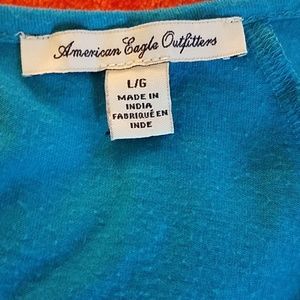 American Eagle Outfitters
L/G
MADE IN
INDIA
FABRIQUÉ EN
INDE